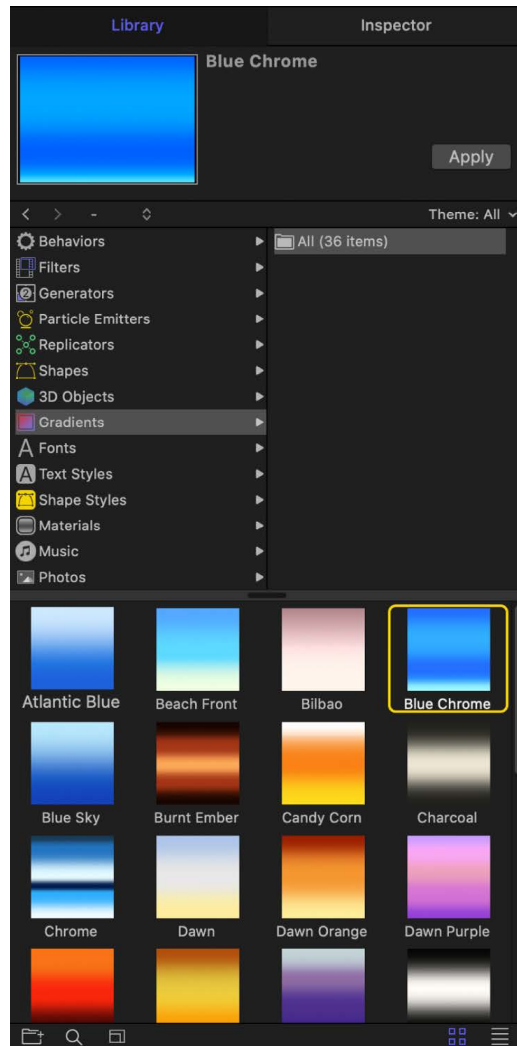 Library Inspector
Blue Chrome
Apply
- Theme: All
Behaviors All (36 items)
Filters
Generators
Particle Emitters
Replicators
Shapes
3D Objects
Gradients
A Fonts
A Text Styles
Shape Styles
Materials
Music
Photos
Atlantic Blue Beach Front Bilbao Blue Chrome
Blue Sky Burnt Ember Candy Corn Charcoal
Chrome Dawn Dawn Orange Dawn Purple